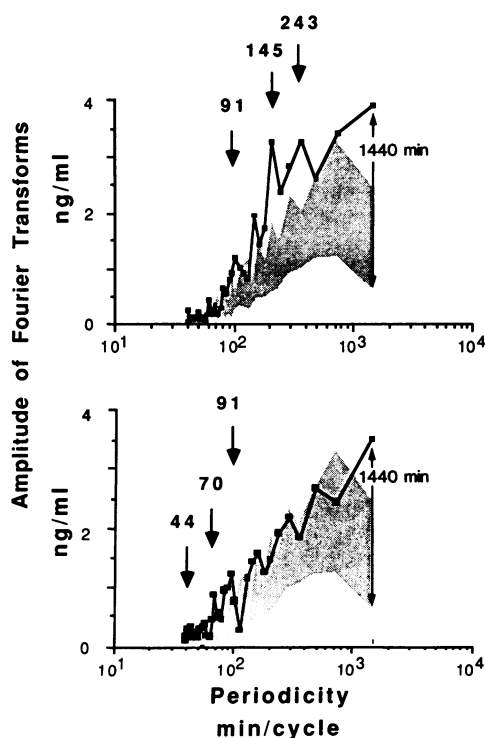 243
145
91
4
1440 min
2
0
10¹ 10² 10³ 10⁴
ng/ml
Amplitude of Fourier Transforms
91
70
44
4
1440 min
2
0
10¹ 10² 10³ 10⁴
ng/ml
Periodicity
min/cycle